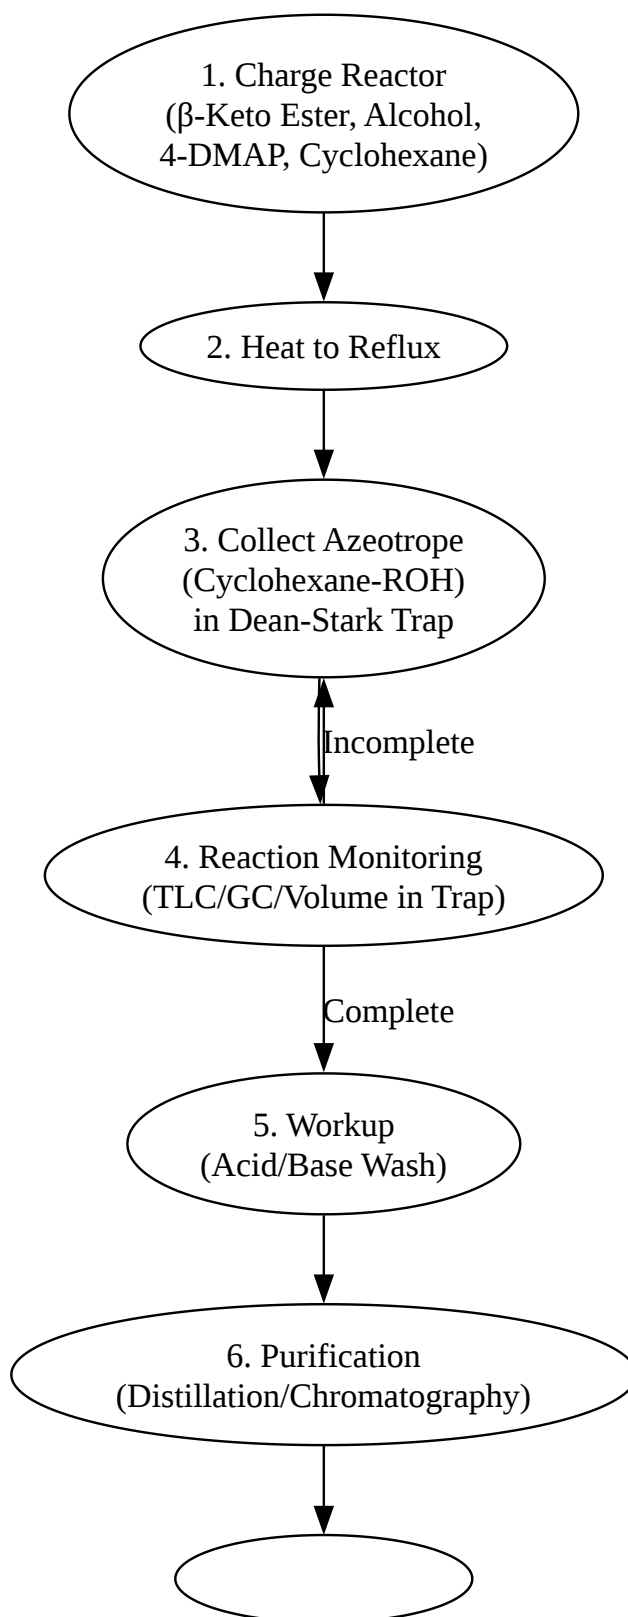 1. Charge Reactor
(β-Keto Ester, Alcohol,
4-DMAP, Cyclohexane)
2. Heat to Reflux
3. Collect Azeotrope
(Cyclohexane-ROH)
in Dean-Stark Trap
Incomplete
4. Reaction Monitoring
(TLC/GC/Volume in Trap)
Complete
5. Workup
(Acid/Base Wash)
6. Purification
(Distillation/Chromatography)